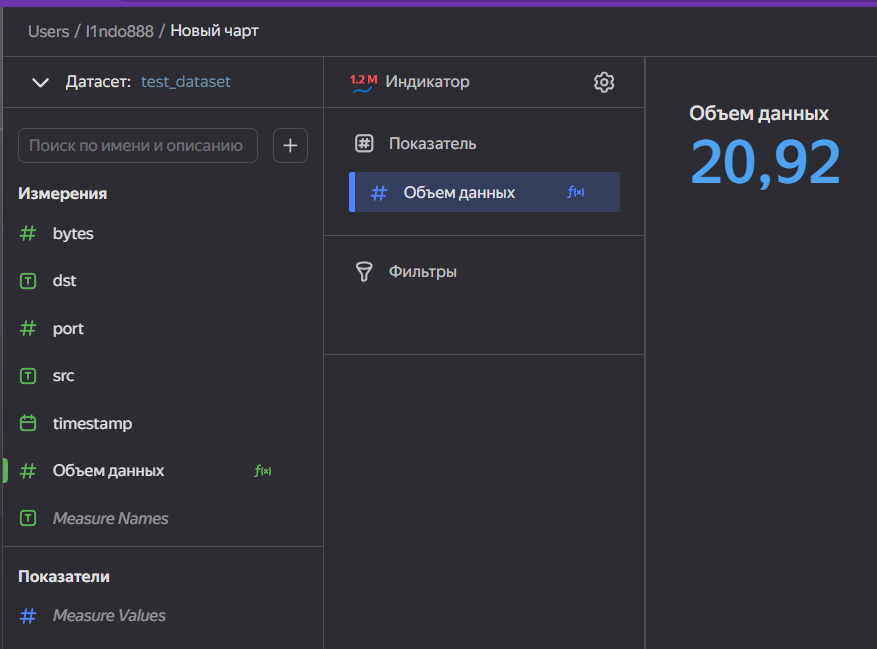 Users / l1ndo888 / Новый чарт
Датасет: test_dataset
Поиск по имени и описанию
Измерения
bytes
dst
port
src
timestamp
Объем данных
Measure Names
Показатели
Measure Values
1.2 M Индикатор
Показатель
Объем данных
Фильтры
Объем данных
20,92